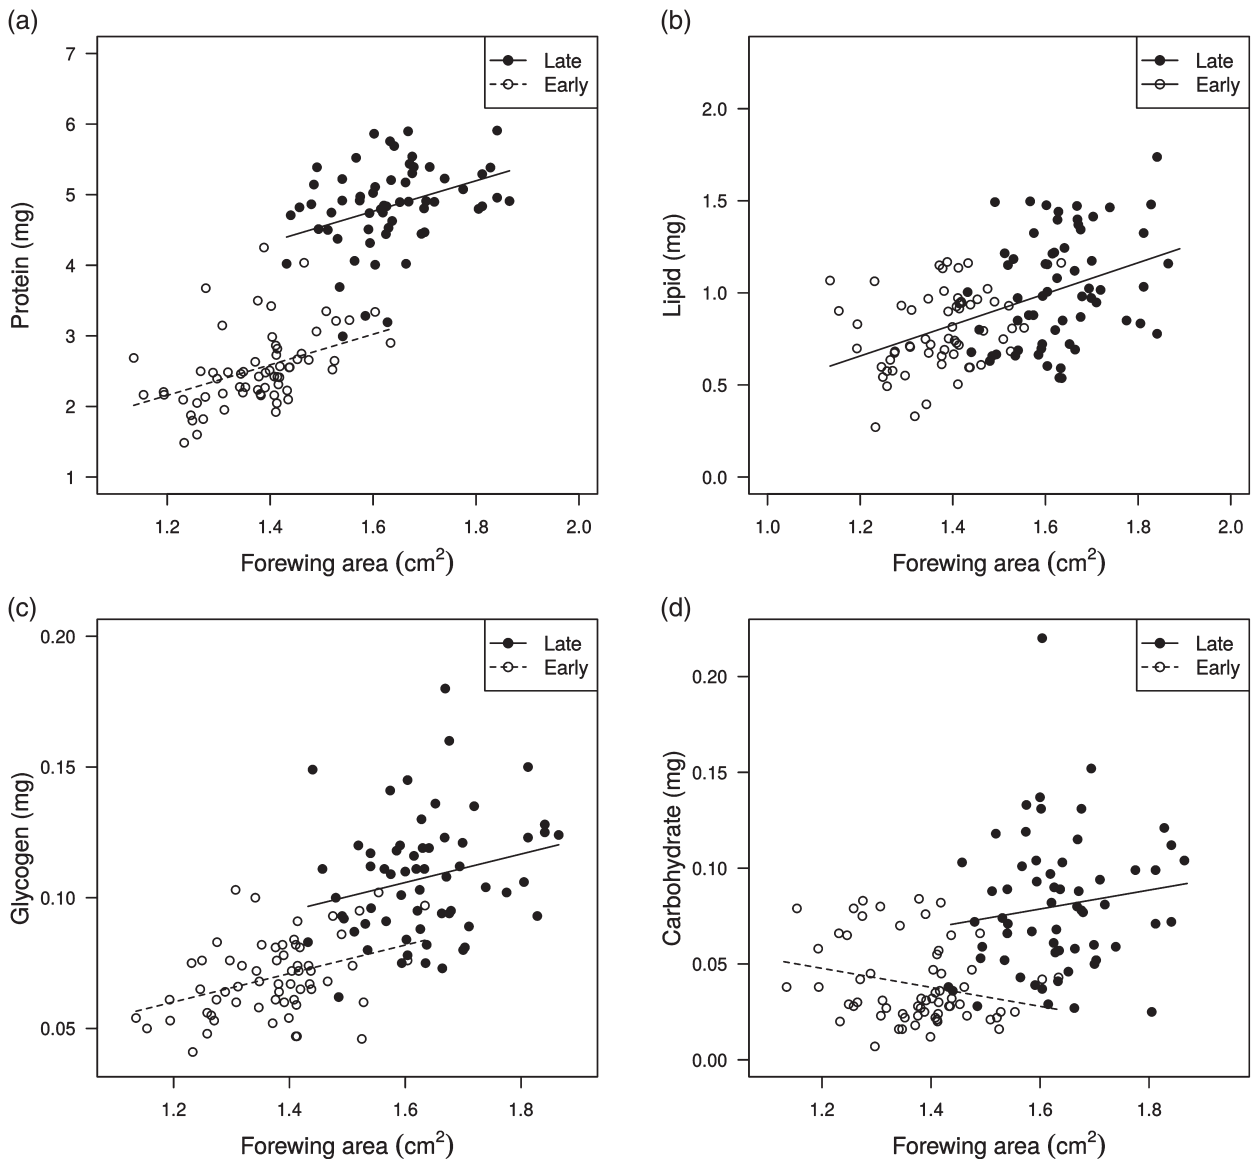 (a)
Late
Early
7
6
5
4
3
2
1
Protein (mg)
1.2 1.4 1.6 1.8 2.0
Forewing area (cm²)
(b)
Late
Early
2.0
1.5
1.0
0.5
0.0
Lipid (mg)
1.0 1.2 1.4 1.6 1.8 2.0
Forewing area (cm²)
(c)
Late
Early
0.20
0.15
0.10
0.05
Glycogen (mg)
1.2 1.4 1.6 1.8
Forewing area (cm²)
(d)
Late
Early
0.20
0.15
0.10
0.05
0.00
Carbohydrate (mg)
1.2 1.4 1.6 1.8
Forewing area (cm²)